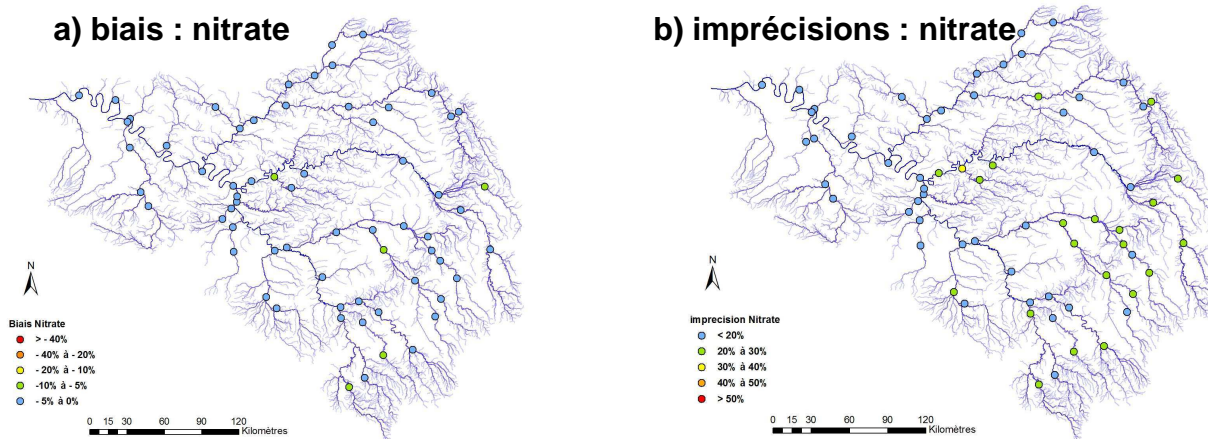 a) biais : nitrate
b) imprécisions : nitrate
N
Biais Nitrate
> - 40%
- 40% à - 20%
- 20% à - 10%
-10% à - 5%
- 5% à 0%
0 15 30 60 90 120
Kilomètres
N
imprecision Nitrate
< 20%
20% à 30%
30% à 40%
40% à 50%
> 50%
0 15 30 60 90 120
Kilomètres